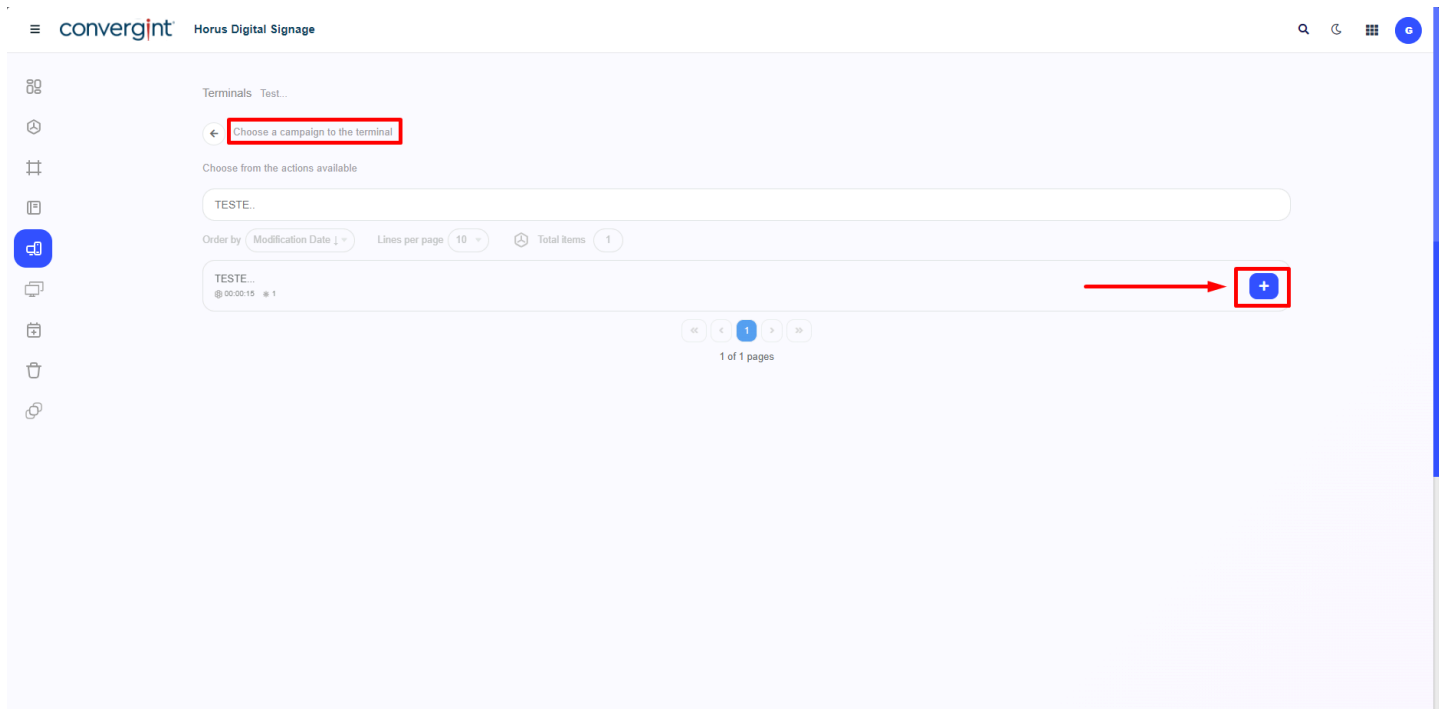 convergint Horus Digital Signage G
Terminals Test...
Choose a campaign to the terminal
Choose from the actions available
TESTE..
Order by Modification Date ↓ Lines per page 10 Total items 1
TESTE...
00:00:15 1
« ‹ 1 › »
1 of 1 pages